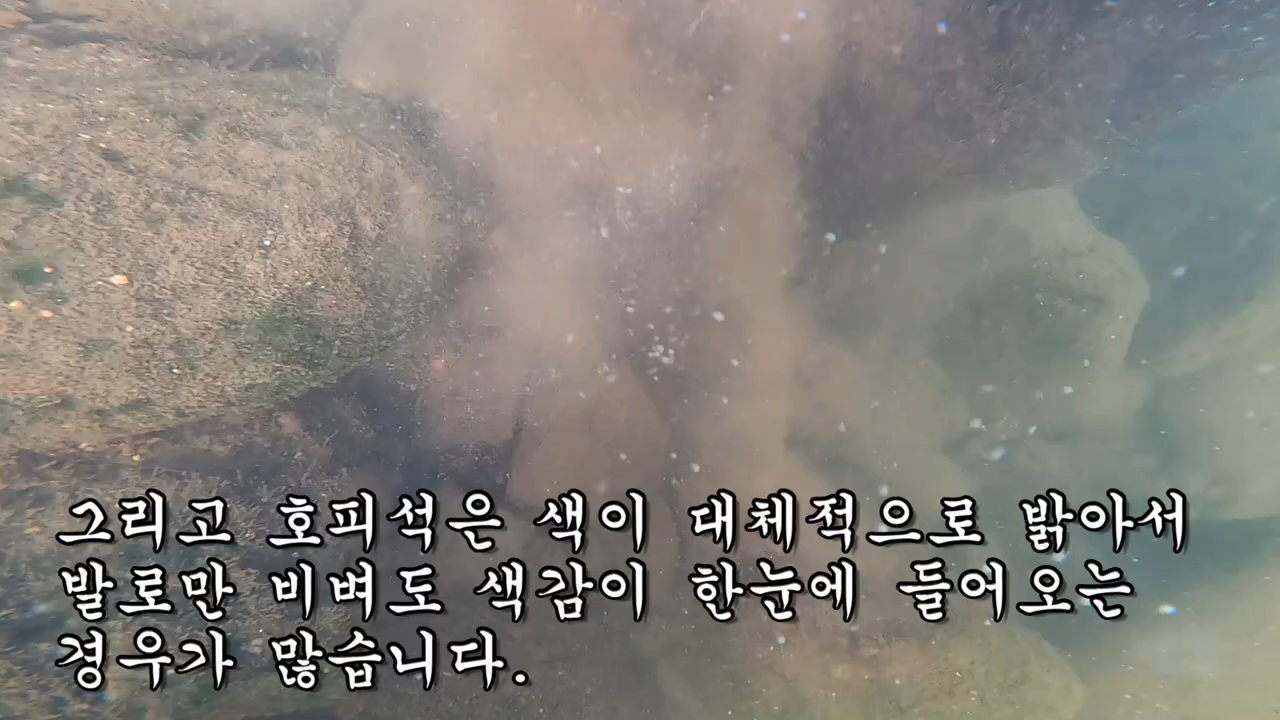 그리고 호피석은 색이 대체적으로 밝아서
발로만 비벼도 색감이 한눈에 들어오는
경우가 많습니다.